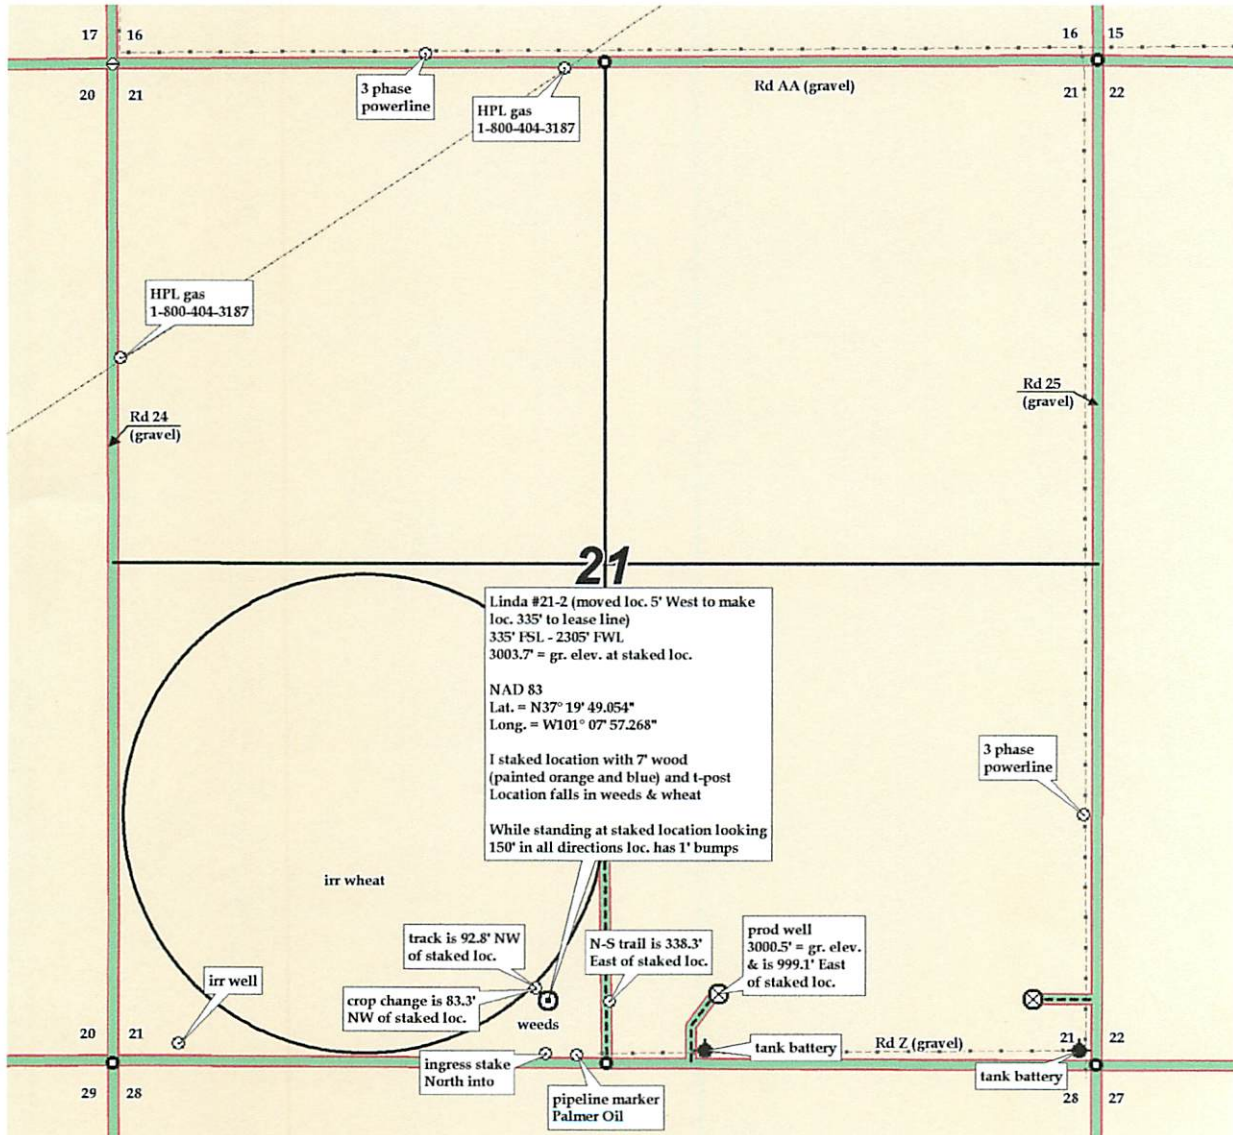 17 16
16 15
20 21
21 22
3 phase
powerline
HPL gas
1-800-404-3187
Rd AA (gravel)
HPL gas
1-800-404-3187
Rd 24
(gravel)
Rd 25
(gravel)
21
Linda #21-2 (moved loc. 5' West to make
loc. 335' to lease line)
335' FSL - 2305' FWL
3003.7' = gr. elev. at staked loc.
NAD 83
Lat. = N37° 19' 49.054"
Long. = W101° 07' 57.268"
I staked location with 7' wood
(painted orange and blue) and t-post
Location falls in weeds & wheat
While standing at staked location looking
150' in all directions loc. has 1' bumps
3 phase
powerline
irr wheat
track is 92.8' NW
of staked loc.
N-S trail is 338.3'
East of staked loc.
prod well
3000.5' = gr. elev.
& is 999.1' East
of staked loc.
irr well
crop change is 83.3'
NW of staked loc.
weeds
20 21
21 22
Rd Z (gravel)
ingress stake
North into
tank battery
tank battery
pipeline marker
Palmer Oil
29 28
28 27